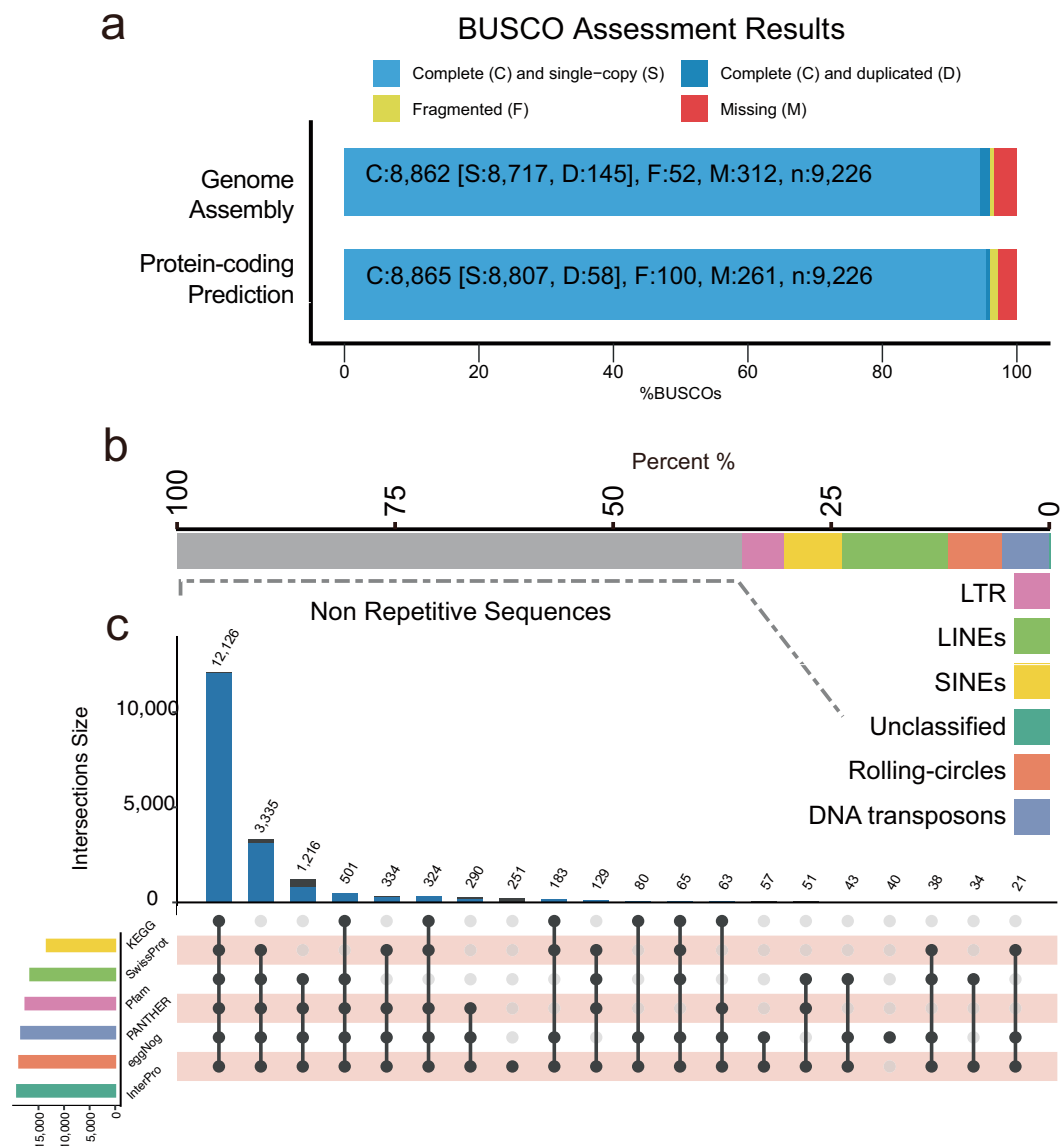 a
BUSCO Assessment Results
Complete (C) and single−copy (S)
Complete (C) and duplicated (D)
Fragmented (F)
Missing (M)
Genome
Assembly
C:8,862 [S:8,717, D:145], F:52, M:312, n:9,226
Protein-coding
Prediction
C:8,865 [S:8,807, D:58], F:100, M:261, n:9,226
0 20 40 60 80 100
%BUSCOs
b
Percent %
100 75 50 25 0
Non Repetitive Sequences
LTR
LINEs
SINEs
Unclassified
Rolling-circles
DNA transposons
c
Intersections Size
10,000
5,000
0
12,126 3,335 1,216 501 334 324 290 251 183 129 80 65 63 57 51 43 40 38 34 21
KEGG
SwissProt
Pfam
PANTHER
eggNog
InterPro
15,000 10,000 5,000 0